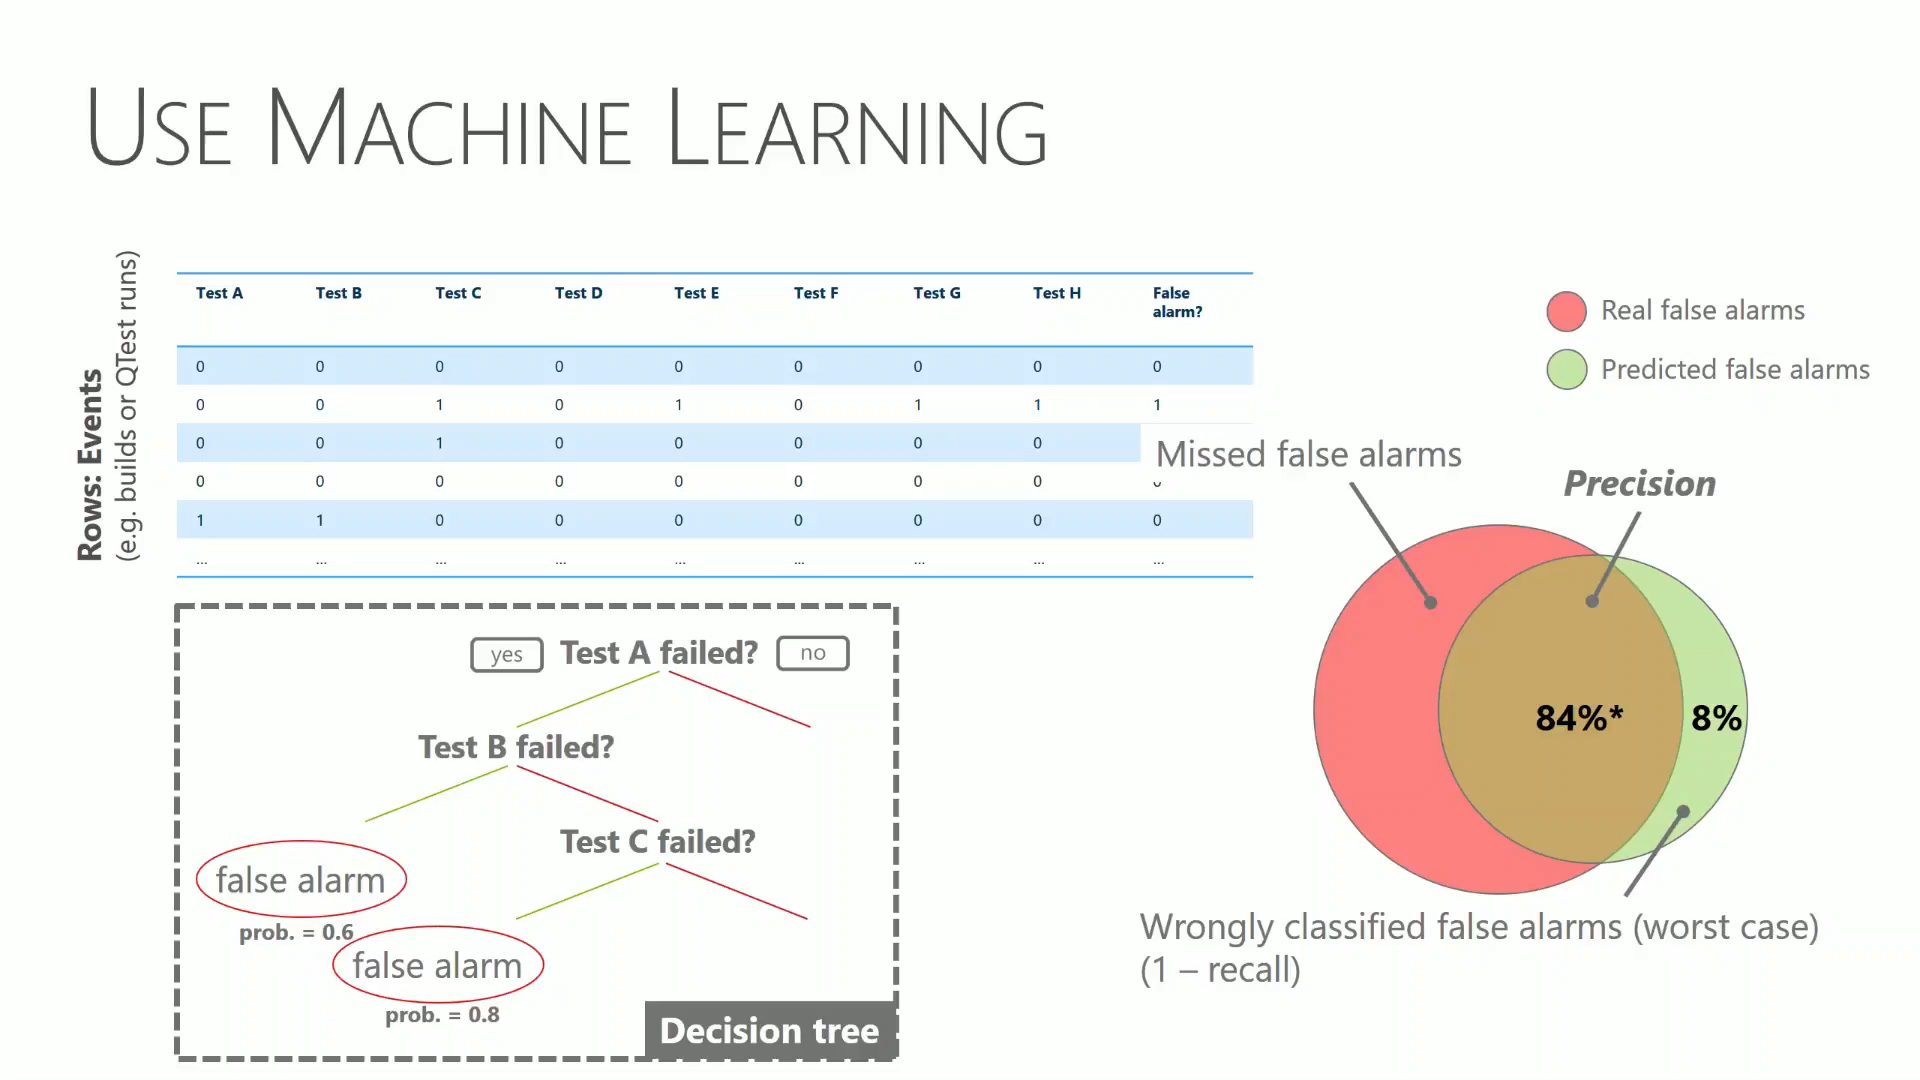 USE MACHINE LEARNING
Rows: Events
(e.g. builds or QTest runs)
Test A Test B Test C Test D Test E Test F Test G Test H False alarm?
0 0 0 0 0 0 0 0 0
0 0 1 0 1 0 1 1 1
0 0 1 0 0 0 0 0
0 0 0 0 0 0 0 0
1 1 0 0 0 0 0 0 0
... ... ... ... ... ... ... ... ...
Real false alarms
Predicted false alarms
Missed false alarms
Precision
84%* 8%
Wrongly classified false alarms (worst case)
(1 – recall)
yes Test A failed? no
Test B failed?
Test C failed?
false alarm
prob. = 0.6
false alarm
prob. = 0.8
Decision tree